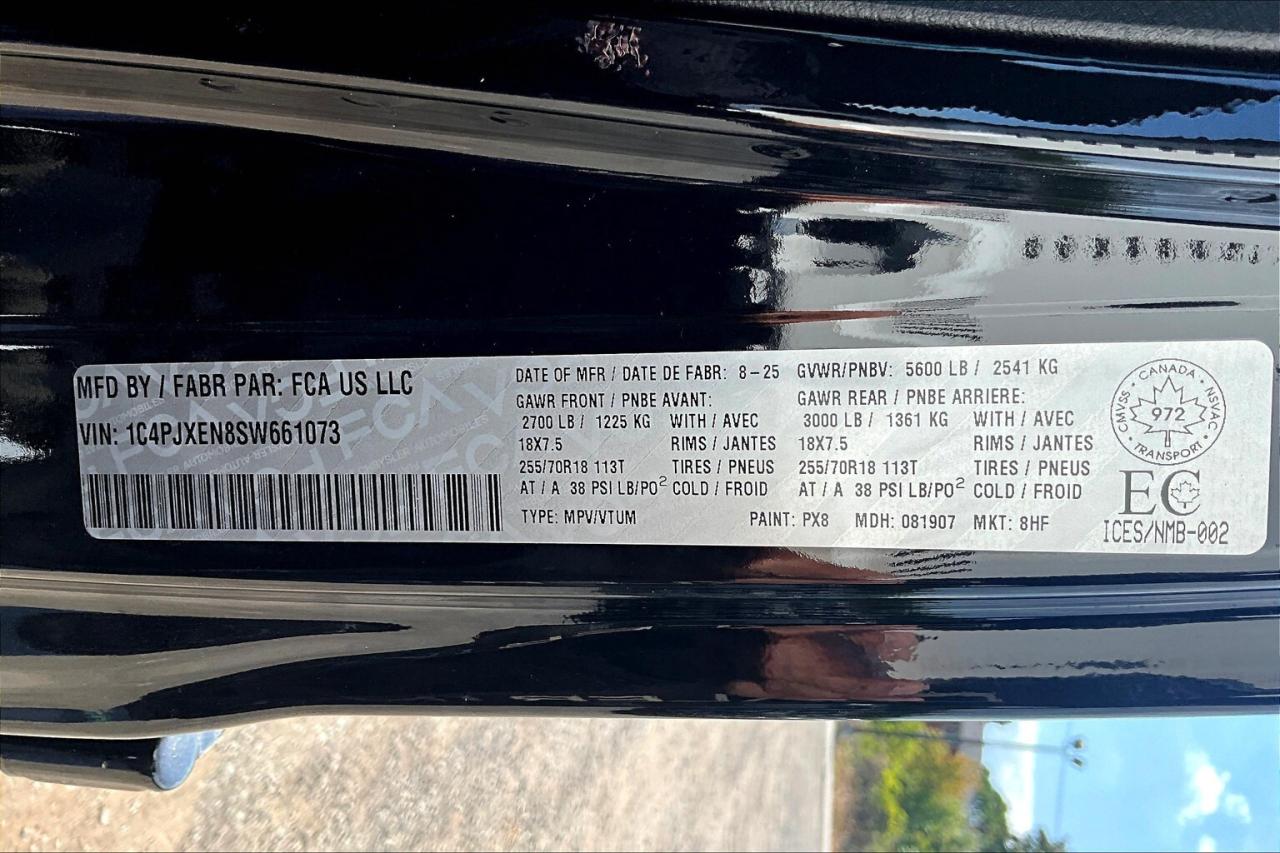 MFD BY / FABR PAR: FCA US LLC
VIN: 1C4PJXEN8SW661073
DATE OF MFR / DATE DE FABR: 8-25
GVWR/PNBV: 5600 LB / 2541 KG
GAWR FRONT / PNBE AVANT:
2700 LB / 1225 KG WITH / AVEC
18X7.5 RIMS / JANTES
255/70R18 113T TIRES / PNEUS
AT / A 38 PSI LB/PO² COLD / FROID
GAWR REAR / PNBE ARRIERE:
3000 LB / 1361 KG WITH / AVEC
18X7.5 RIMS / JANTES
255/70R18 113T TIRES / PNEUS
AT / A 38 PSI LB/PO² COLD / FROID
TYPE: MPV/VTUM PAINT: PX8 MDH: 081907 MKT: 8HF
CANADA
CMVSS 972 NSVAC
TRANSPORT
EC
ICES/NMB-002